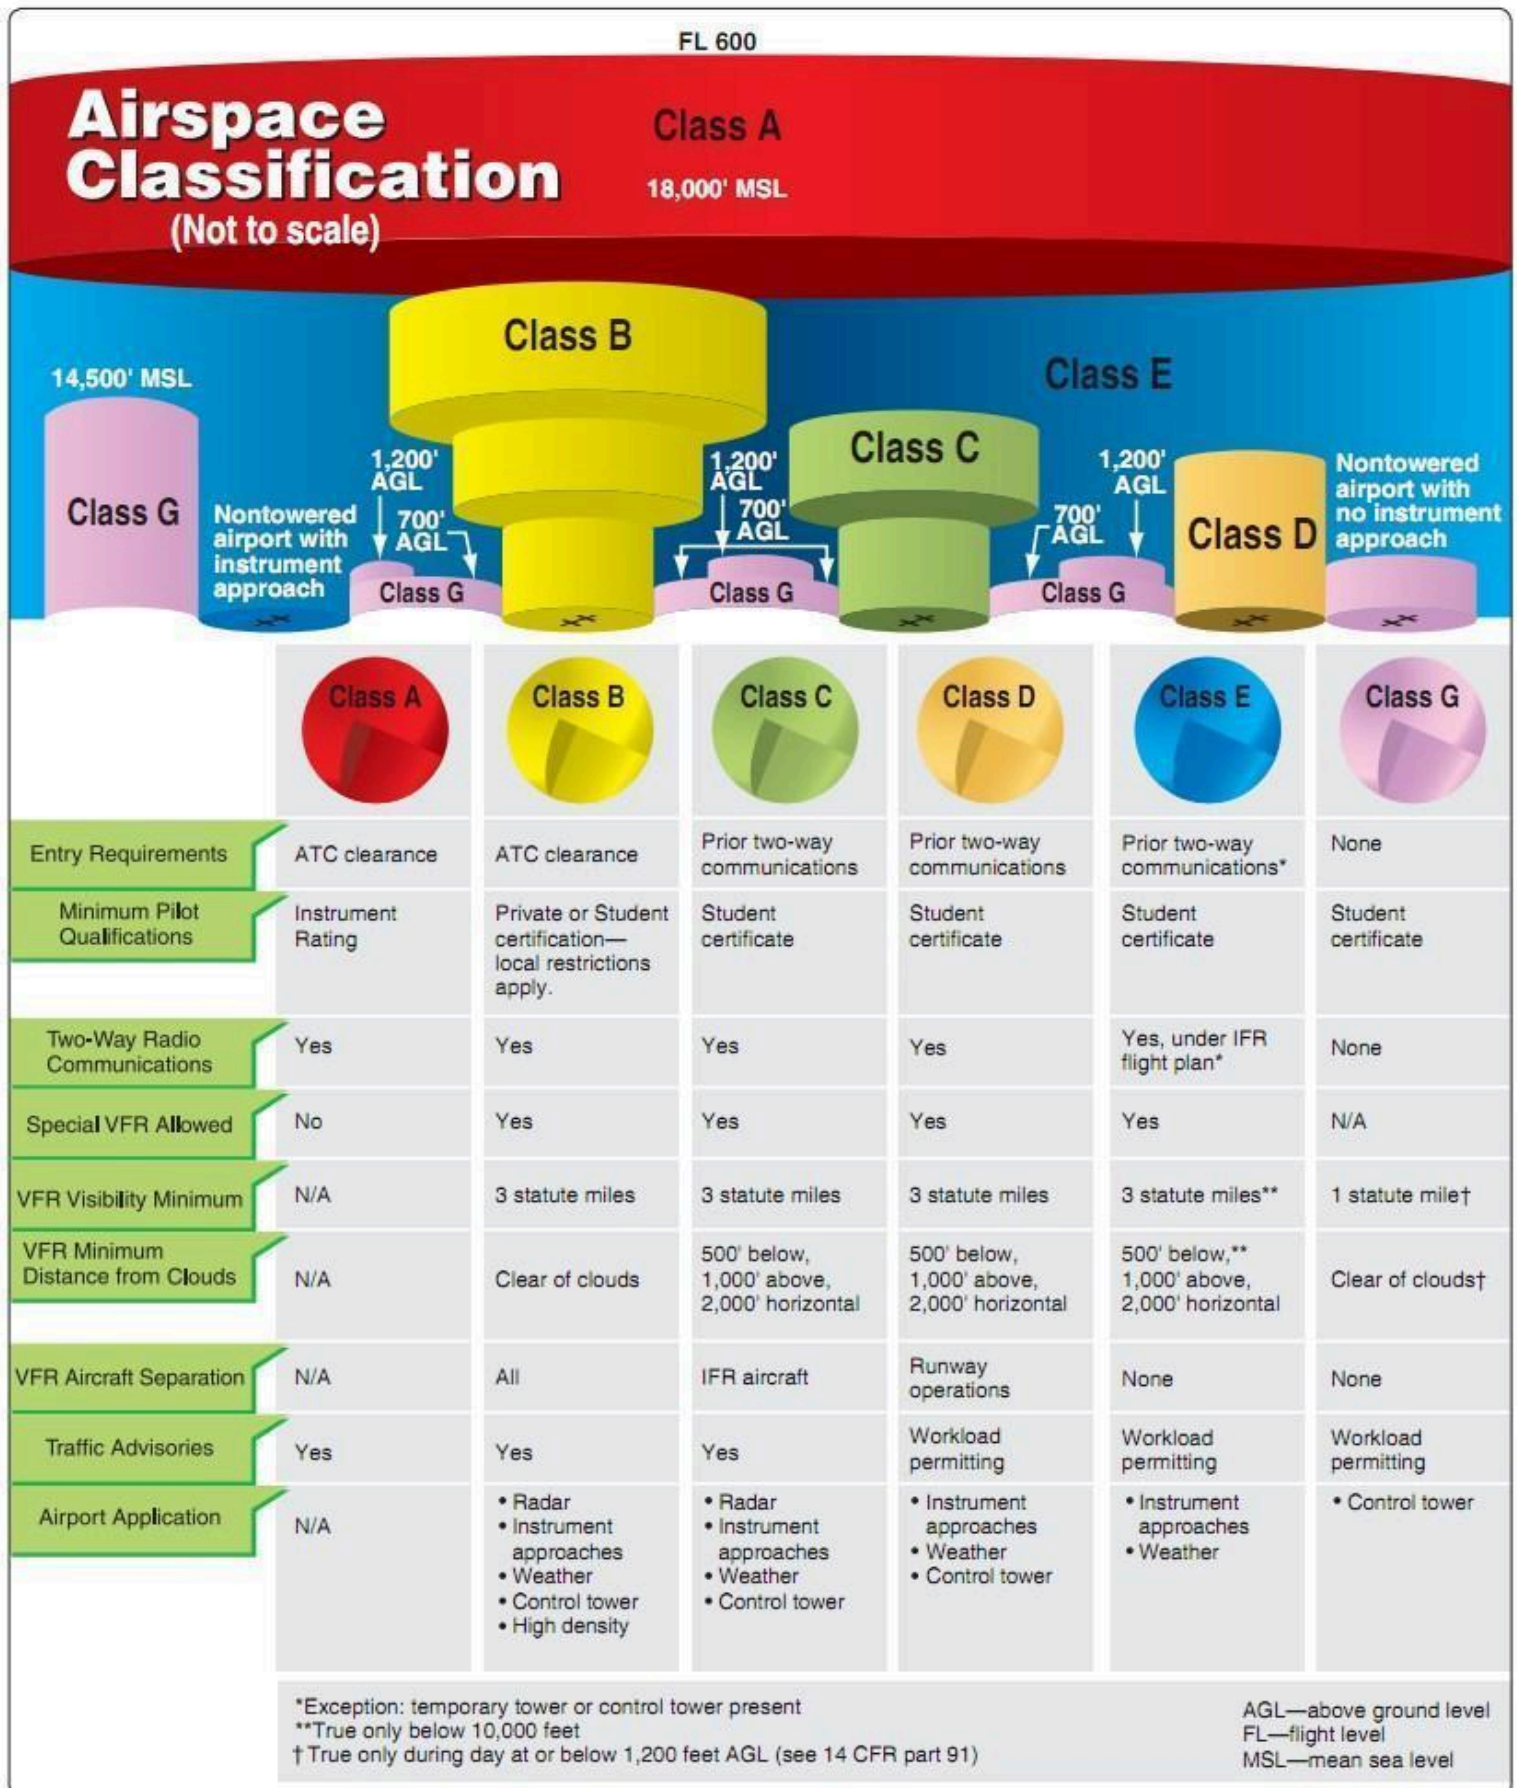 FL 600
Airspace
Classification
(Not to scale)
Class A
18,000' MSL
Class B
Class E
14,500' MSL
Class G
Nontowered
airport with
instrument
approach
1,200'
AGL
700'
AGL
Class G
1,200'
AGL
700'
AGL
Class G
Class C
700'
AGL
1,200'
AGL
Class G
Class D
Nontowered
airport with
no instrument
approach
Class A
Class B
Class C
Class D
Class E
Class G
Entry Requirements
ATC clearance
ATC clearance
Prior two-way
communications
Prior two-way
communications
Prior two-way
communications*
None
Minimum Pilot
Qualifications
Instrument
Rating
Private or Student
certification—
local restrictions
apply.
Student
certificate
Student
certificate
Student
certificate
Student
certificate
Two-Way Radio
Communications
Yes
Yes
Yes
Yes
Yes, under IFR
flight plan*
None
Special VFR Allowed
No
Yes
Yes
Yes
Yes
N/A
VFR Visibility Minimum
N/A
3 statute miles
3 statute miles
3 statute miles
3 statute miles**
1 statute mile†
VFR Minimum
Distance from Clouds
N/A
Clear of clouds
500' below,
1,000' above,
2,000' horizontal
500' below,
1,000' above,
2,000' horizontal
500' below,**
1,000' above,
2,000' horizontal
Clear of clouds†
VFR Aircraft Separation
N/A
All
IFR aircraft
Runway
operations
None
None
Traffic Advisories
Yes
Yes
Yes
Workload
permitting
Workload
permitting
Workload
permitting
Airport Application
N/A
• Radar
• Instrument
approaches
• Weather
• Control tower
• High density
• Radar
• Instrument
approaches
• Weather
• Control tower
• Instrument
approaches
• Weather
• Control tower
• Instrument
approaches
• Weather
• Control tower
*Exception: temporary tower or control tower present
**True only below 10,000 feet
† True only during day at or below 1,200 feet AGL (see 14 CFR part 91)
AGL—above ground level
FL—flight level
MSL—mean sea level